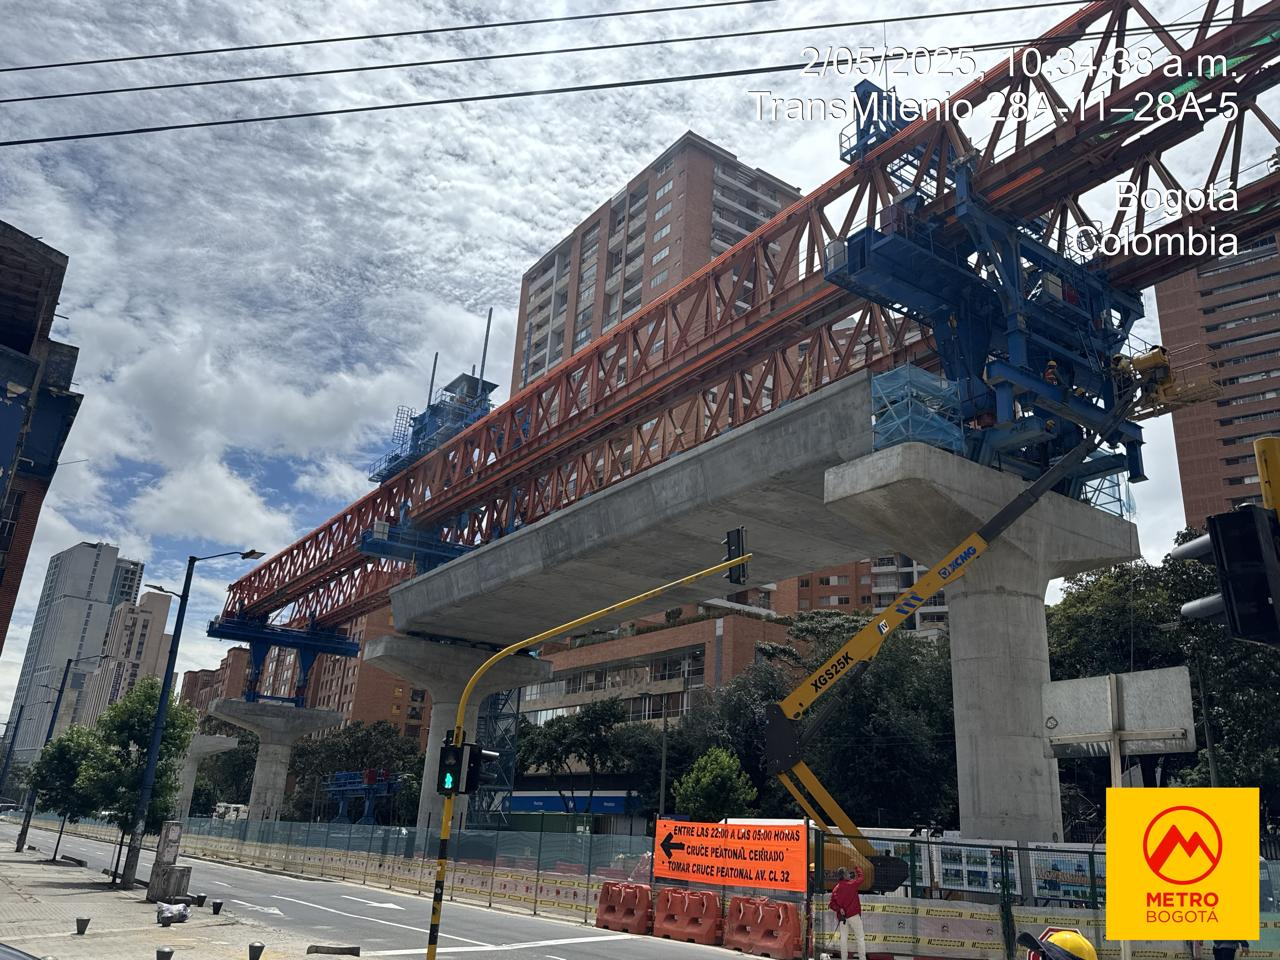 2/05/2025, 10:34:38 a.m.
TransMilenio 28A-11–28A-5
Bogotá
Colombia
XCMG
XGS25K
ENTRE LAS 22:00 A LAS 05:00 HORAS
CRUCE PEATONAL CERRADO
TOMAR CRUCE PEATONAL AV. CL 32
METRO
BOGOTÁ